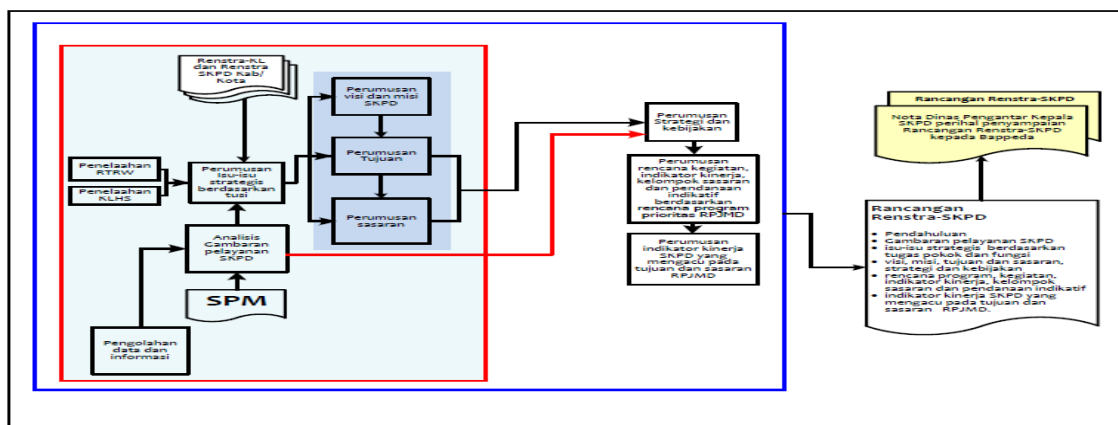 Renstra-KL
dan Renstra
SKPD Kab/
Kota
Perumusan
visi dan misi
SKPD
Perumusan
Tujuan
Perumusan
sasaran
Penelaahan
RTRW
Penelaahan
KLHS
Perumusan
Isu-isu
strategis
berdasarkan
tusi
Analisis
Gambaran
pelayanan
SKPD
SPM
Pengolahan
data dan
informasi
Perumusan
Strategi dan
kebijakan
Perumusan
rencana kegiatan,
indikator kinerja,
kelompok sasaran
dan pendanaan
indikatif
berdasarkan
rencana program
prioritas RPJMD
Perumusan
indikator kinerja
SKPD yang
mengacu pada
tujuan dan sasaran
RPJMD
Rancangan Renstra-SKPD
Nota Dinas Pengantar Kepala
SKPD perihal penyampaian
Rancangan Renstra-SKPD
kepada Bappeda
Rancangan
Renstra-SKPD
• Pendahuluan
• Gambaran pelayanan SKPD
• isu-isu strategis berdasarkan
tugas pokok dan fungsi
• visi, misi, tujuan dan sasaran,
strategi dan kebijakan
• rencana program, kegiatan,
indikator kinerja, kelompok
sasaran dan pendanaan indikatif
• indikator kinerja SKPD yang
mengacu pada tujuan dan
sasaran RPJMD.